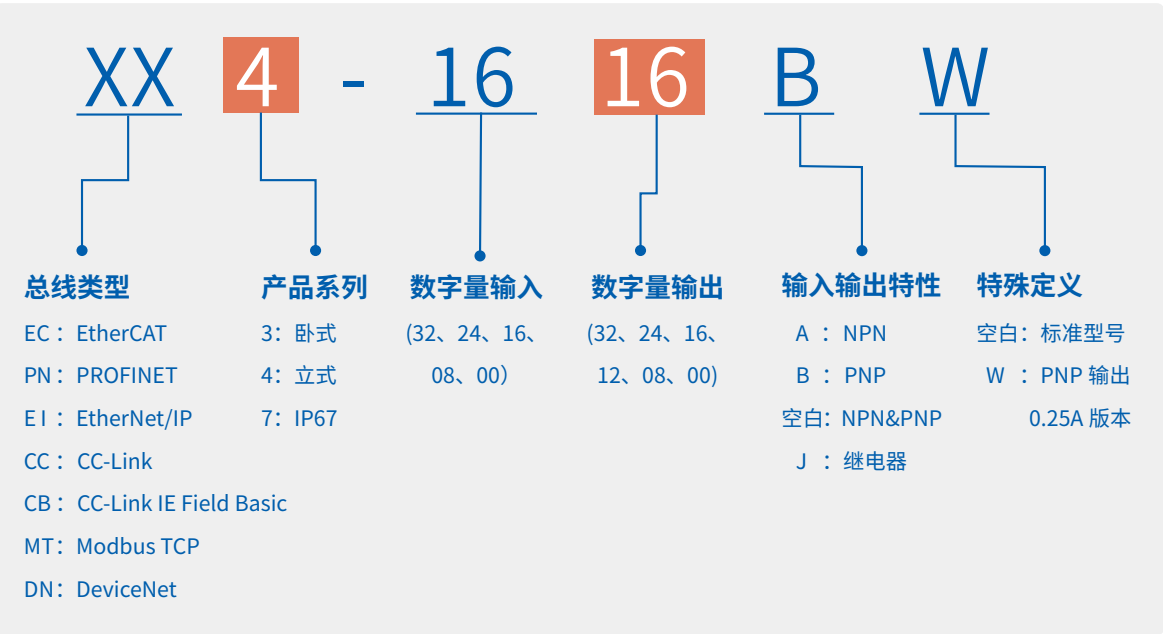 XX 4 - 16 16 B W
总线类型
EC：EtherCAT
PN：PROFINET
EI：EtherNet/IP
CC：CC-Link
CB：CC-Link IE Field Basic
MT：Modbus TCP
DN：DeviceNet
产品系列
3：卧式
4：立式
7：IP67
数字量输入
(32、24、16、
08、00）
数字量输出
(32、24、16、
12、08、00)
输入输出特性
A ：NPN
B ：PNP
空白：NPN&PNP
J ：继电器
特殊定义
空白：标准型号
W ：PNP 输出
0.25A 版本